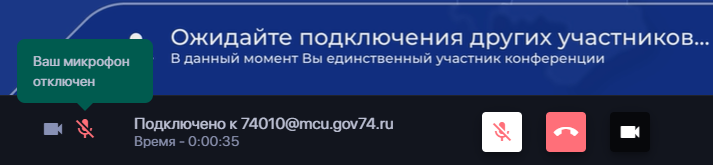 Ожидайте подключения других участников...
В данный момент Вы единственный участник конференции
Ваш микрофон
отключен
Подключено к 74010@mcu.gov74.ru
Время - 0:00:35